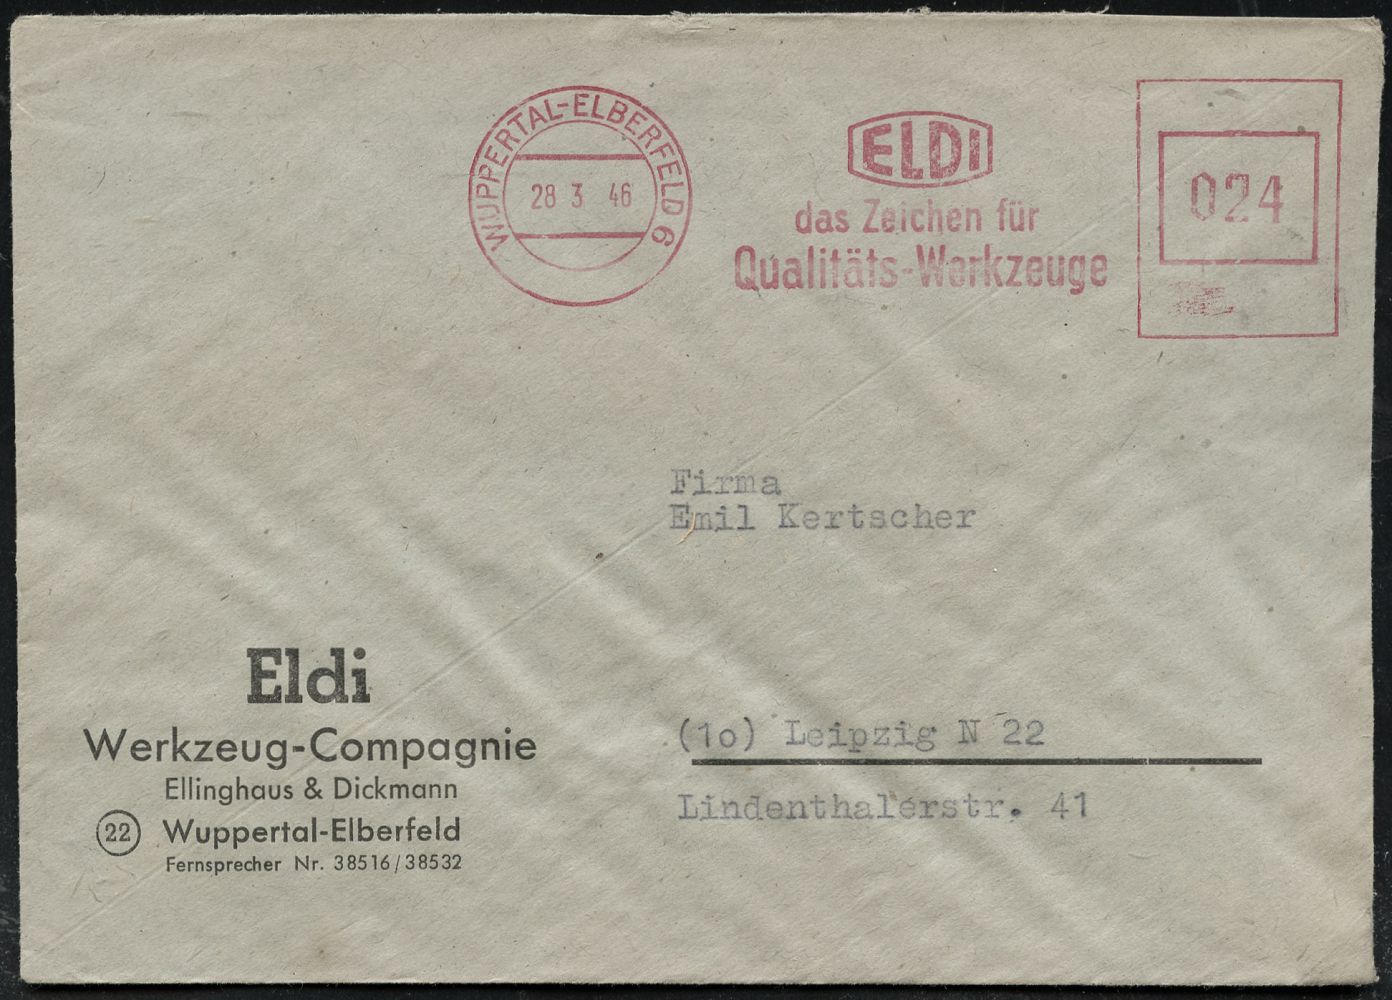 WUPPERTAL-ELBERFELD 6
28 3 46
ELDI
das Zeichen für
Qualitäts-Werkzeuge
024
Firma
Emil Kertscher
(1o) Leipzig N 22
Lindenthalerstr. 41
Eldi
Werkzeug-Compagnie
Ellinghaus & Dickmann
22 Wuppertal-Elberfeld
Fernsprecher Nr. 38516/38532